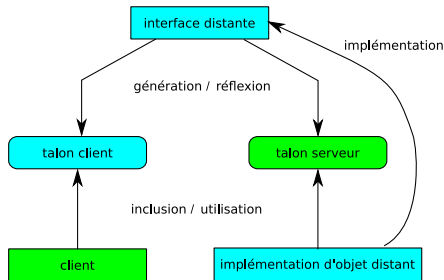 interface distante
implémentation
génération / réflexion
talon client
talon serveur
inclusion / utilisation
client
implémentation d'objet distant